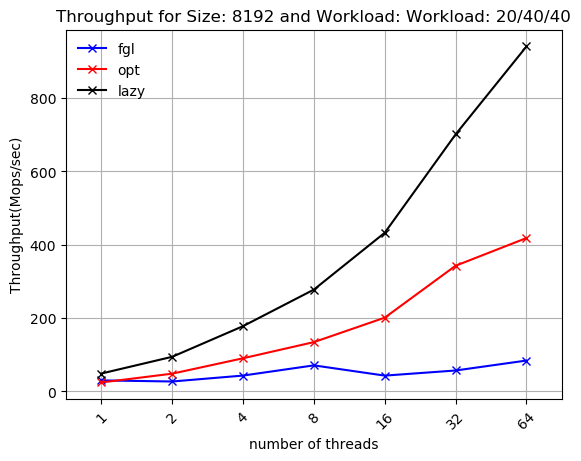 Throughput for Size: 8192 and Workload: Workload: 20/40/40
fgl
opt
lazy
Throughput(Mops/sec)
800
600
400
200
0
1
2
4
8
16
32
64
number of threads